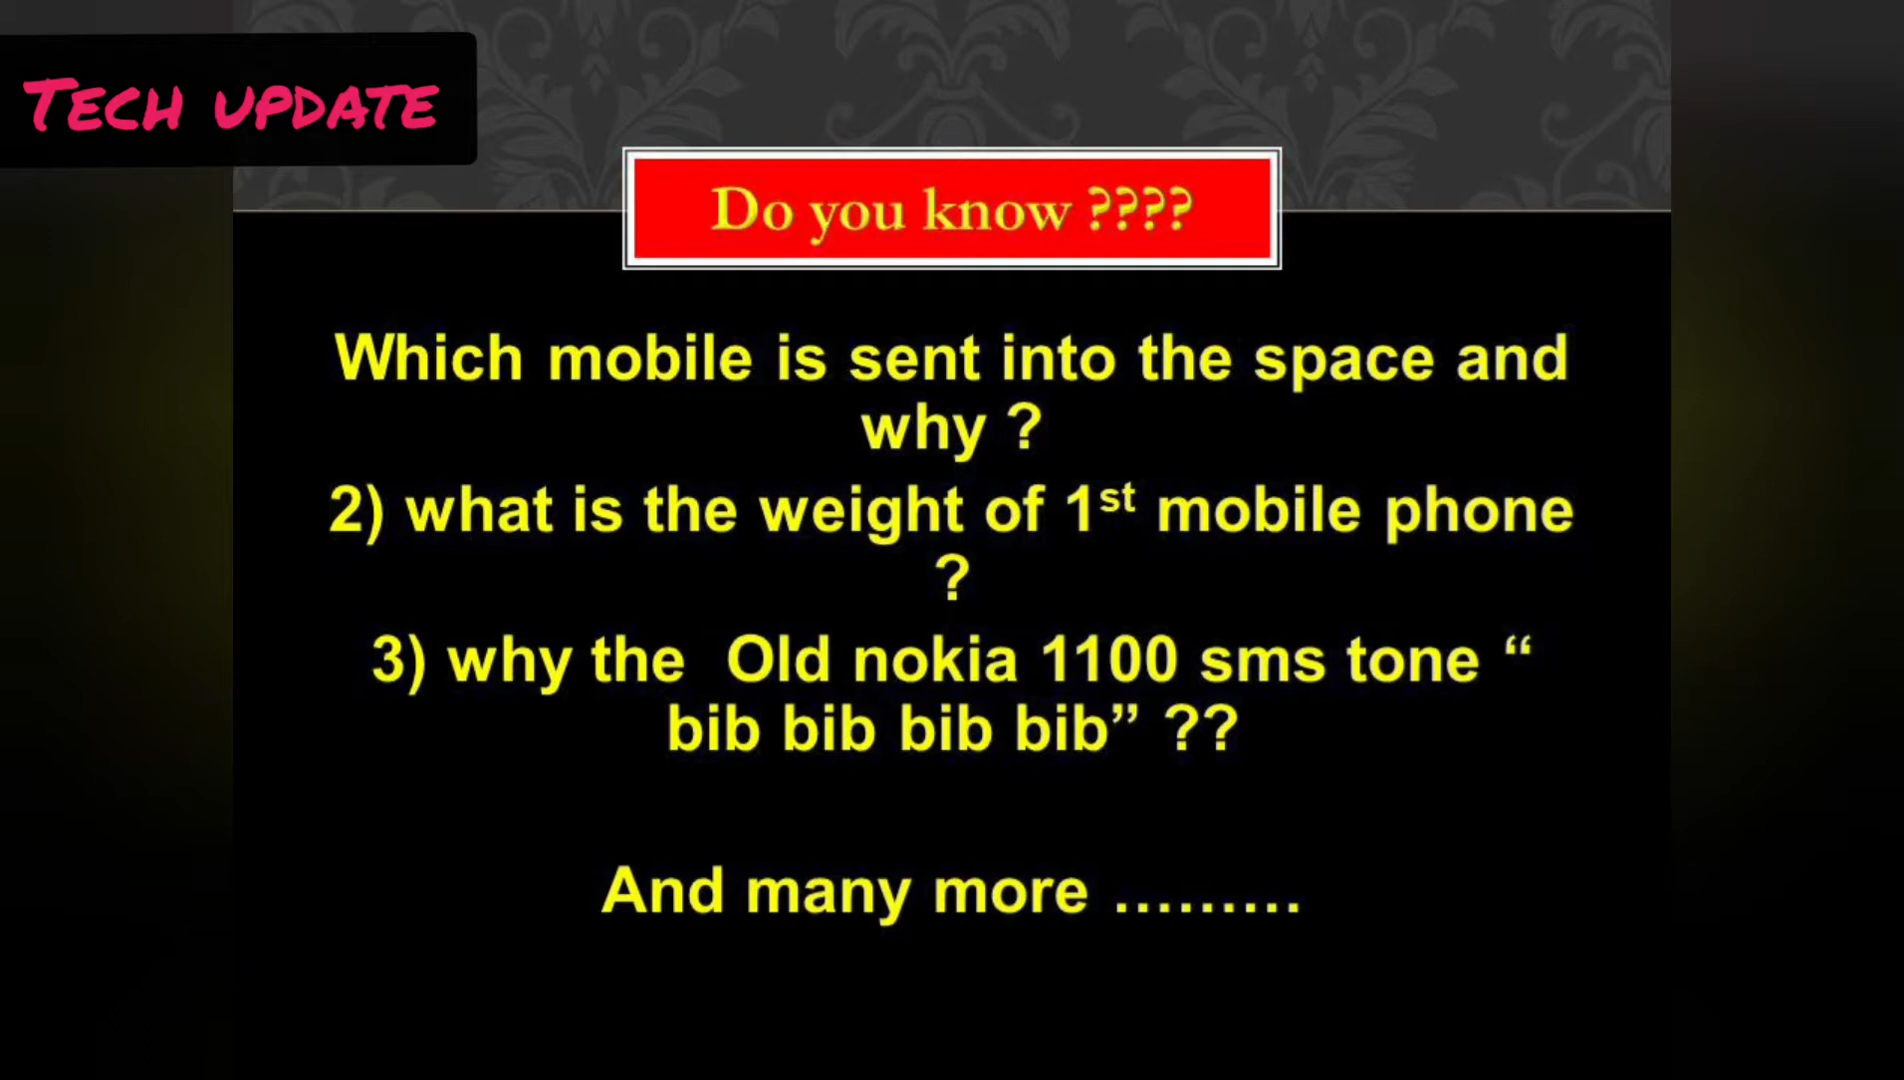 TECH UPDATE
Do you know ????
Which mobile is sent into the space and
why ?
2) what is the weight of 1st mobile phone
?
3) why the  Old nokia 1100 sms tone “
bib bib bib bib” ??
And many more .........